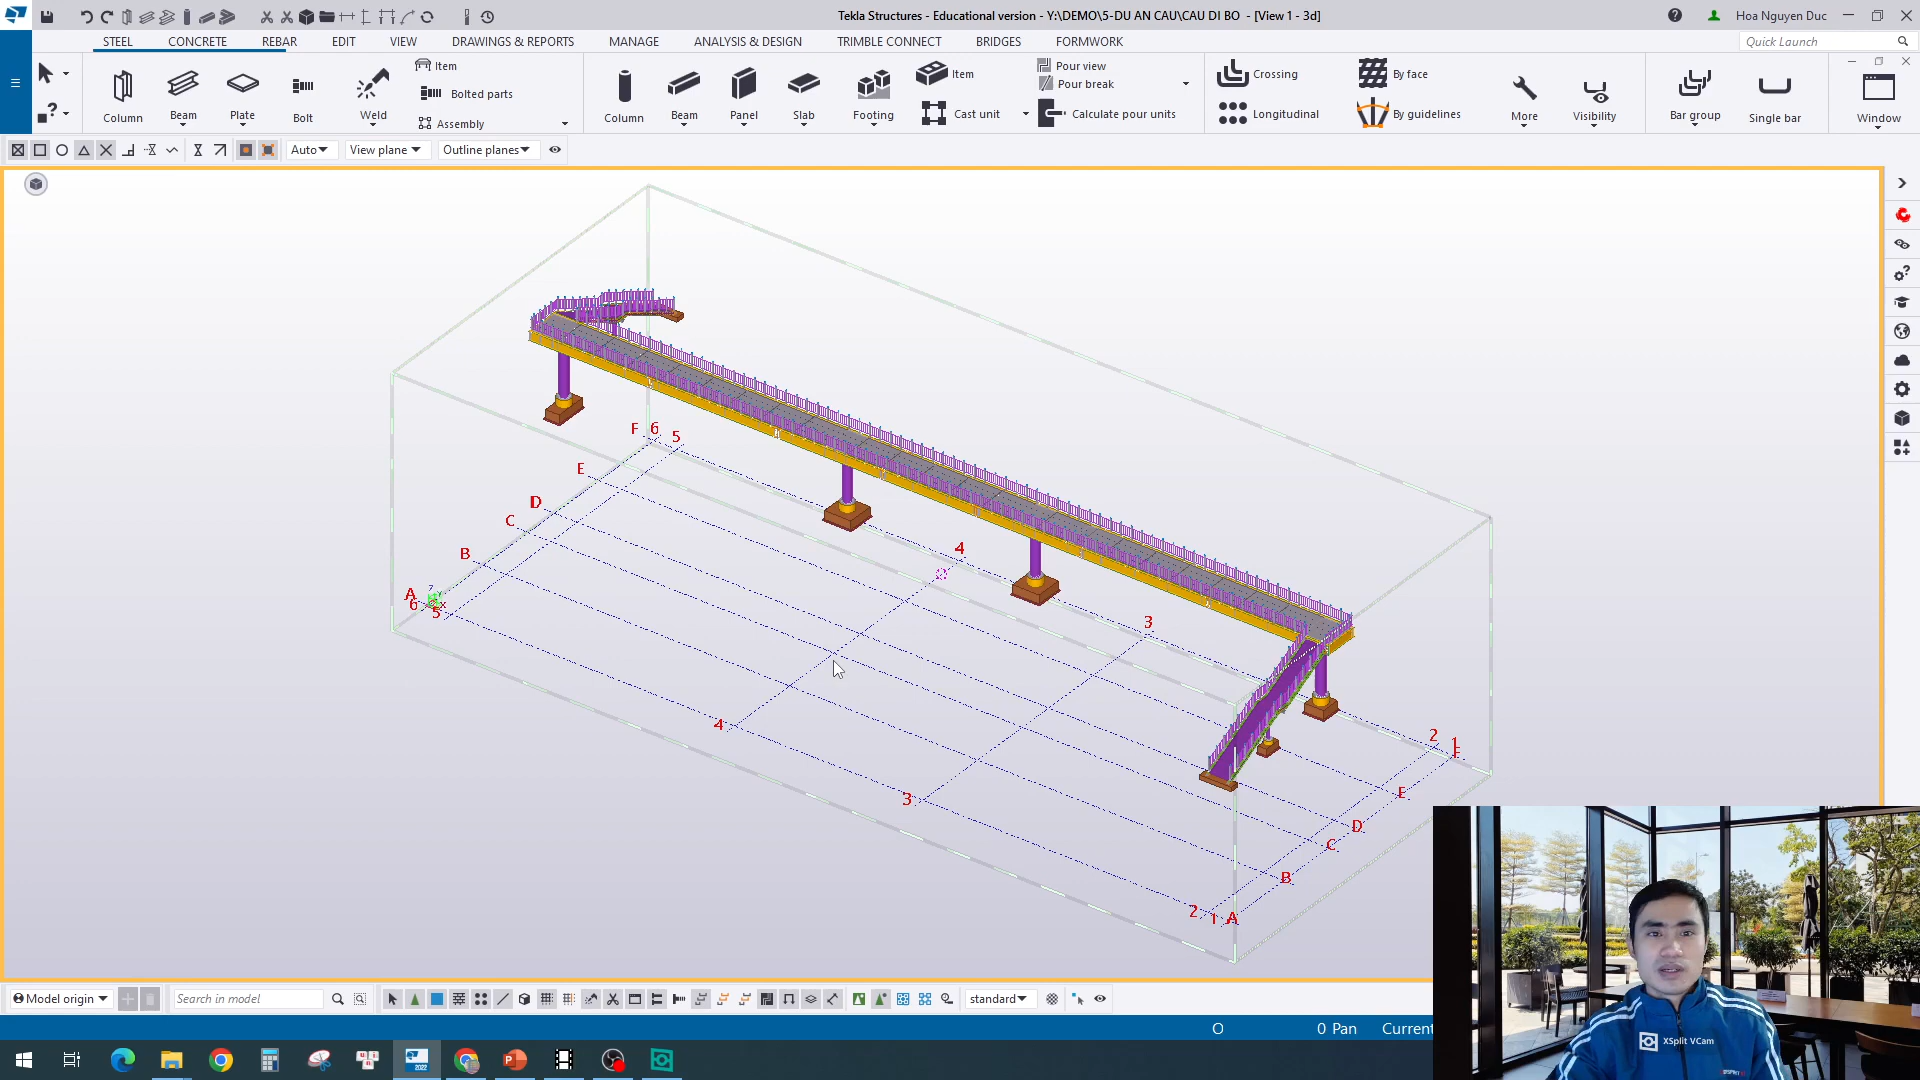 Tekla Structures - Educational version - Y:\DEMO\5-DU AN CAU\CAU DI BO - [View 1 - 3d]
Hoa Nguyen Duc
STEEL CONCRETE REBAR EDIT VIEW DRAWINGS & REPORTS MANAGE ANALYSIS & DESIGN TRIMBLE CONNECT BRIDGES FORMWORK
Quick Launch
Column Beam Plate Bolt Weld
Item
Bolted parts
Assembly
Column Beam Panel Slab Footing
Item
Cast unit
Pour view
Pour break
Calculate pour units
Crossing
Longitudinal
By face
By guidelines
More Visibility
Bar group Single bar
Window
Auto View plane Outline planes
F 6 5
E
D
C
B
A
6 5
z
x
4
3
2 1
E
D
C
B
4
3
2 1 A
Model origin
Search in model
standard
O 0 Pan Current
2022
XSplit VCam